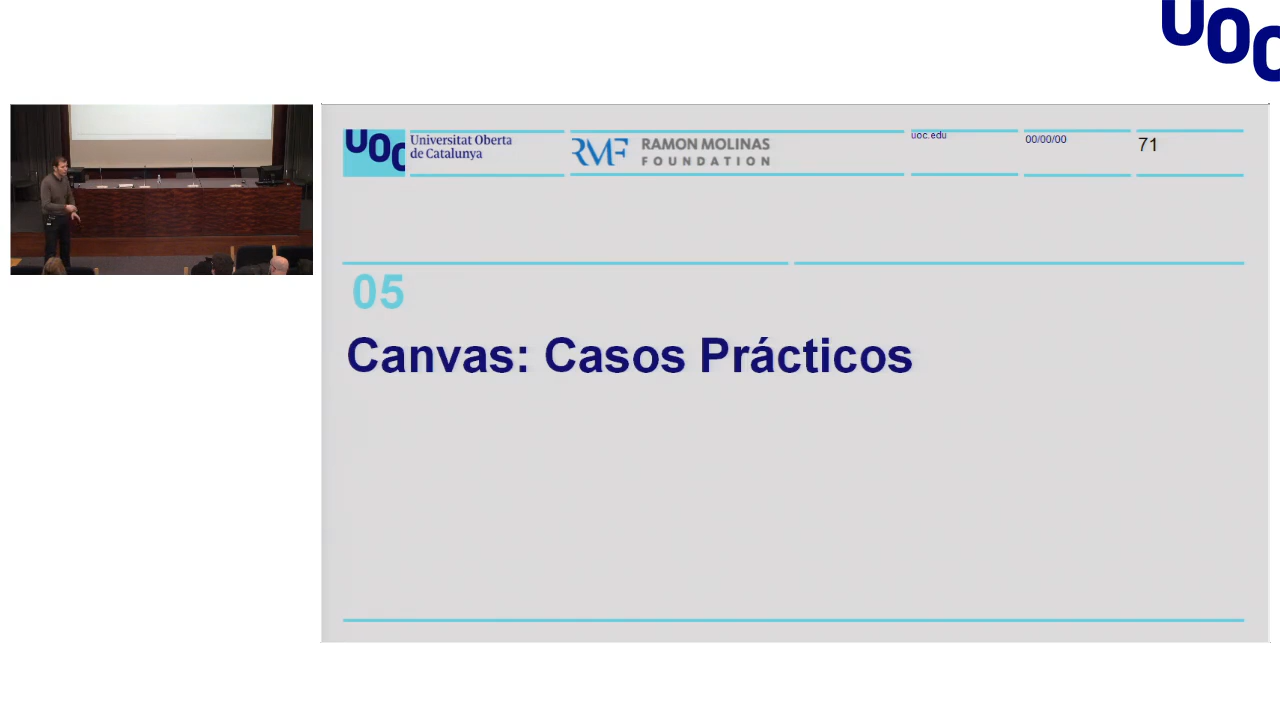 UOC
UOC
Universitat Oberta
de Catalunya
RMF
RAMON MOLINAS
FOUNDATION
uoc.edu
00/00/00
71
05
Canvas: Casos Prácticos